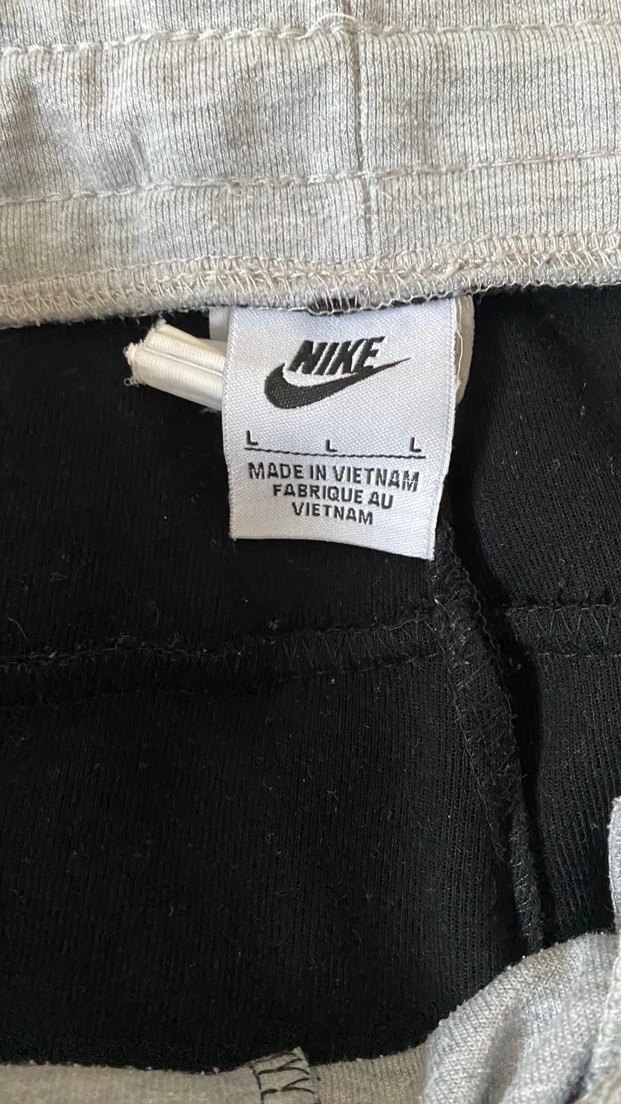 NIKE
L L L
MADE IN VIETNAM
FABRIQUE AU
VIETNAM